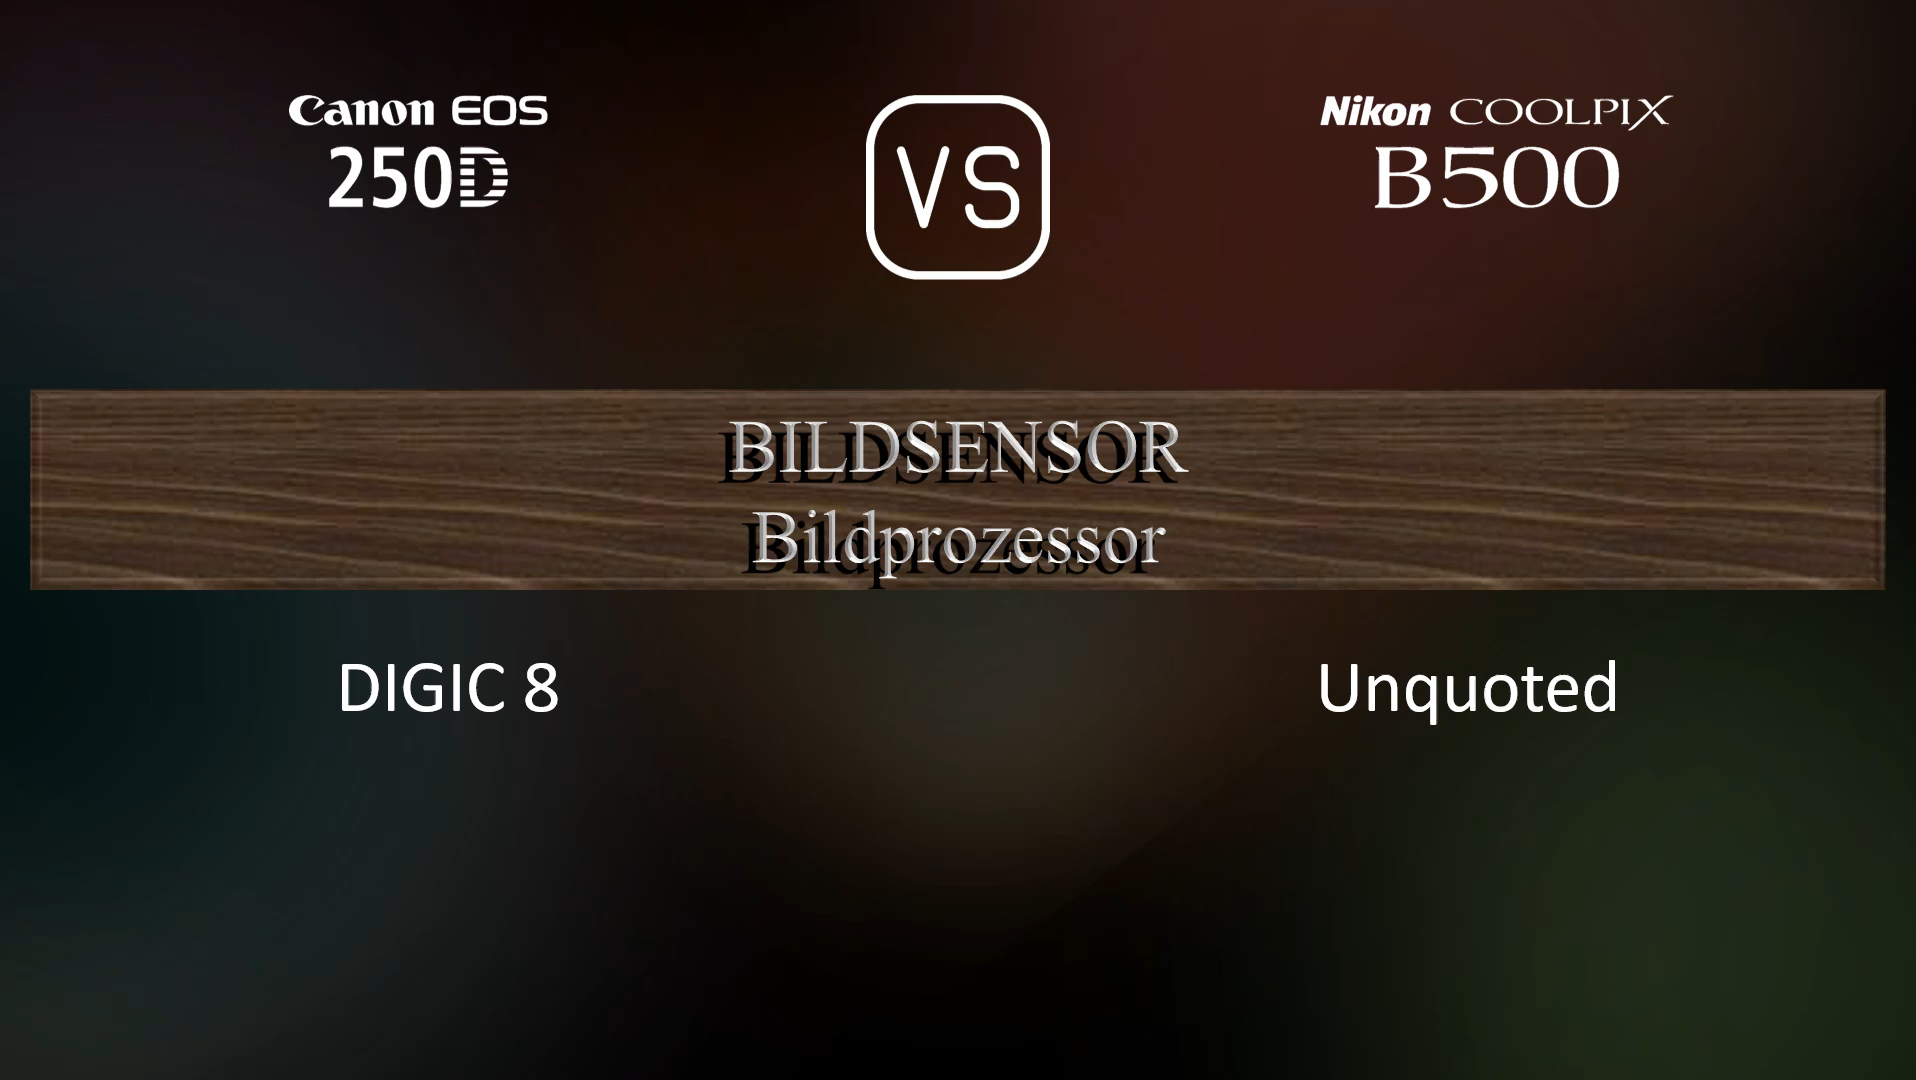 Canon EOS
250D
VS
Nikon COOLPIX
B500
BILDSENSOR
Bildprozessor
DIGIC 8
Unquoted